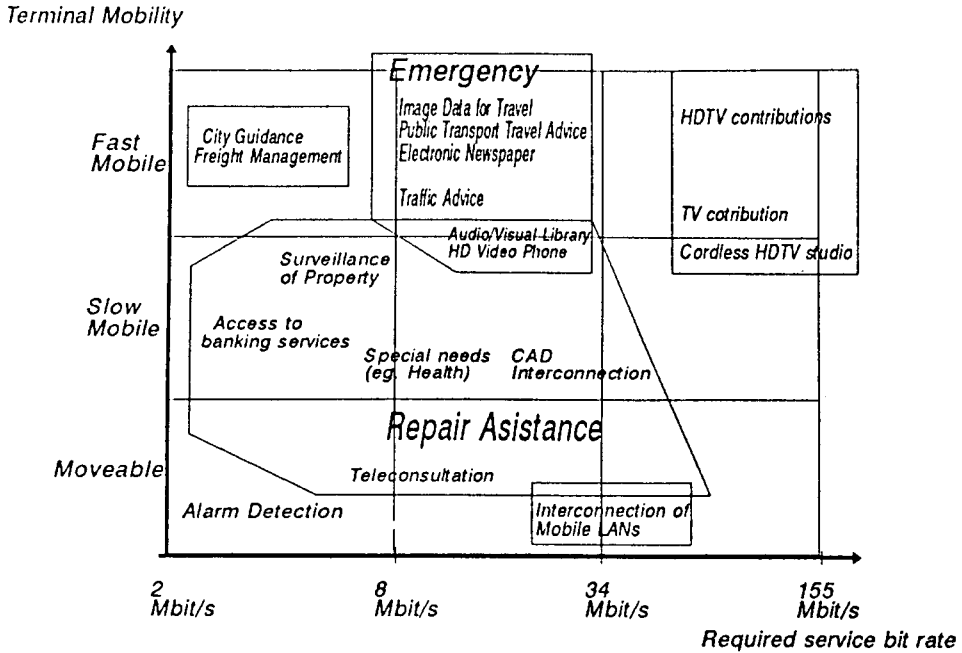 Terminal Mobility
Emergency
Image Data for Travel
Public Transport Travel Advice
Electronic Newspaper
Traffic Advice
City Guidance
Freight Management
HDTV contributions
TV cotribution
Cordless HDTV studio
Fast
Mobile
Audio/Visual Library
HD Video Phone
Surveillance
of Property
Slow
Mobile
Access to
banking services
Special needs
(eg. Health)
CAD
Interconnection
Repair Asistance
Moveable
Teleconsultation
Alarm Detection
Interconnection of
Mobile LANs
2
Mbit/s
8
Mbit/s
34
Mbit/s
155
Mbit/s
Required service bit rate